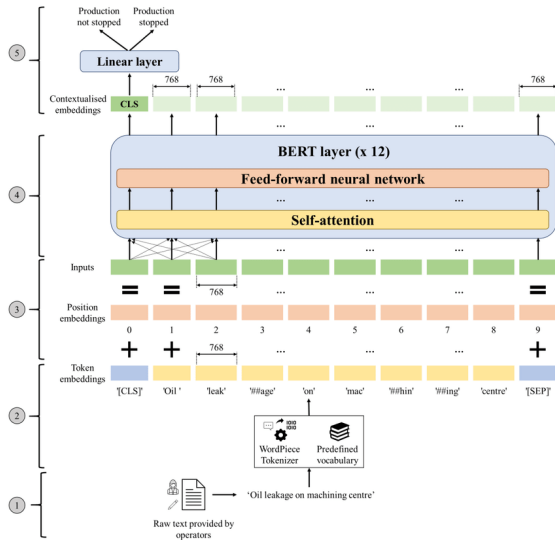 Production
not stopped
Production
stopped
5
Linear layer
768
768
...
768
Contextualised
embeddings
CLS
...
...
...
BERT layer (x 12)
4
...
...
Feed-forward neural network
...
...
Self-attention
...
...
Inputs
768
...
...
3
Position
embeddings
0 1 2 3 4 5 6 7 8 9
768
...
...
Token
embeddings
'[CLS]' 'Oil ' 'leak' '##age' 'on' 'mac' '##hin' '##ing' 'centre' '[SEP]'
2
WordPiece
Tokenizer
Predefined
vocabulary
1
'Oil leakage on machining centre'
Raw text provided by
operators